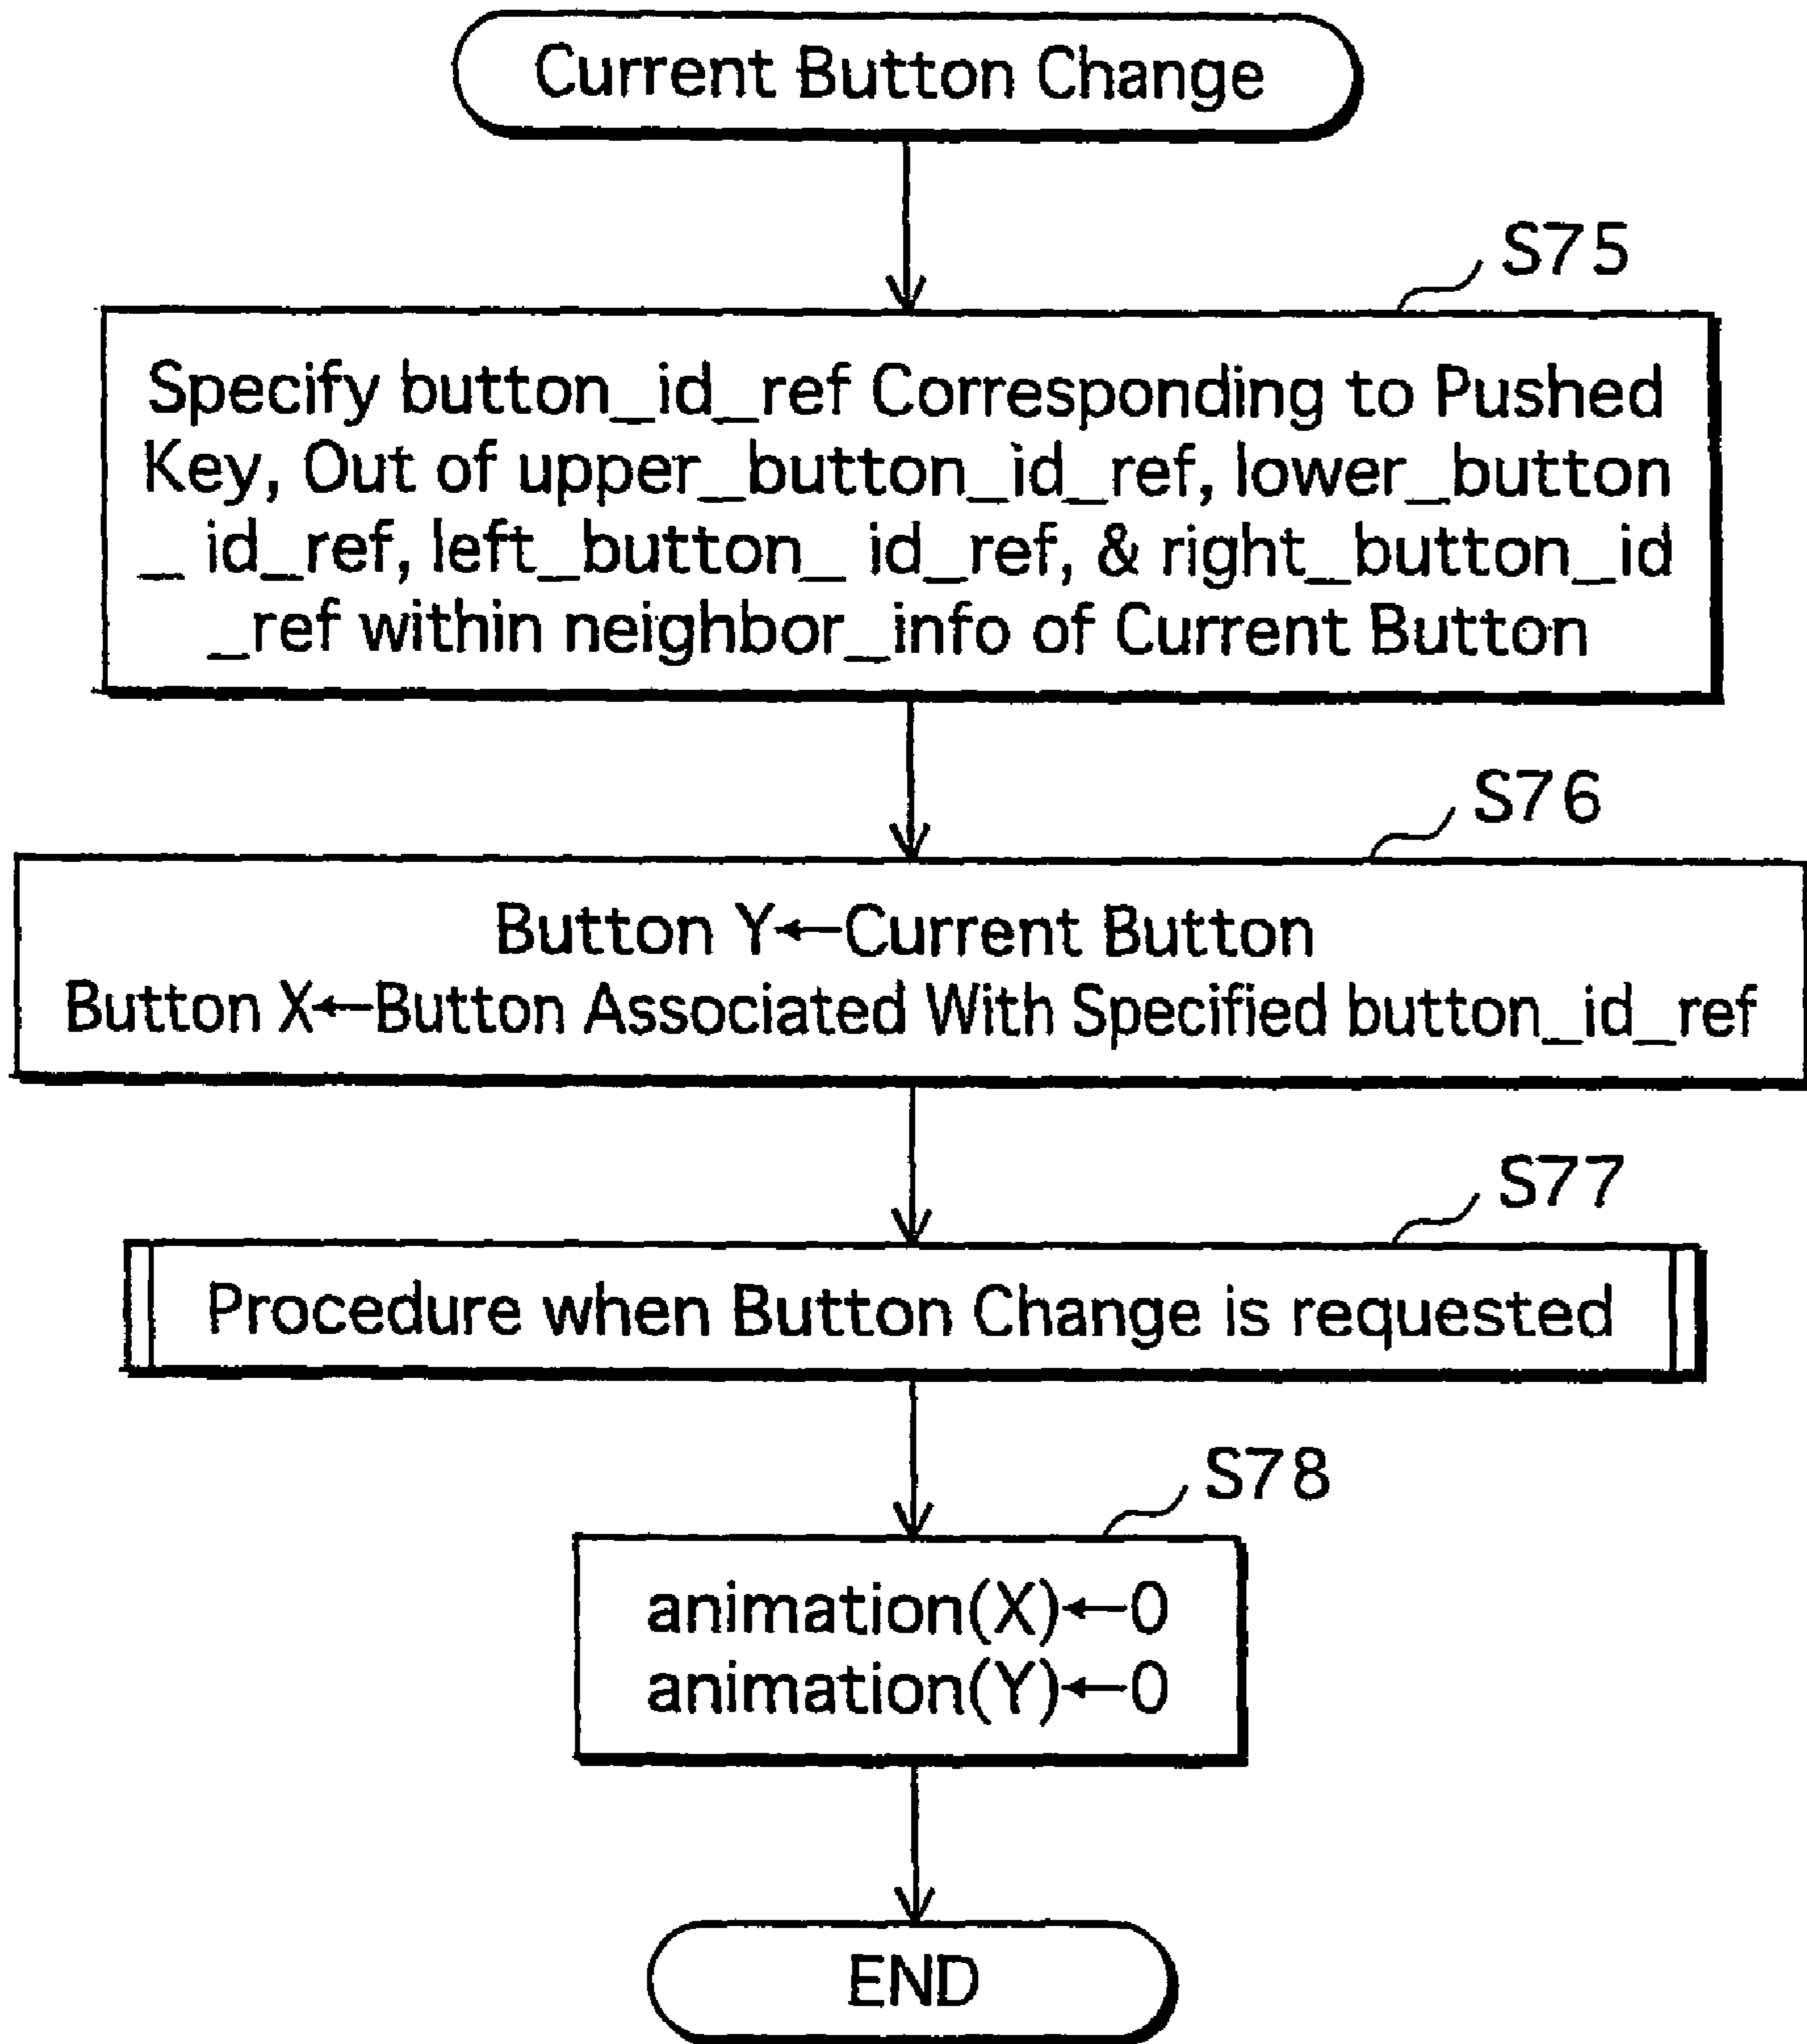 Current Button Change
S75
Specify button_id_ref Corresponding to Pushed
Key, Out of upper_button_id_ref, lower_button
_ id_ref, left_button_ id_ref, & right_button_id
_ref within neighbor_info of Current Button
S76
Button Y←Current Button
Button X←Button Associated With Specified button_id_ref
S77
Procedure when Button Change is requested
S78
animation(X)←0
animation(Y)←0
END